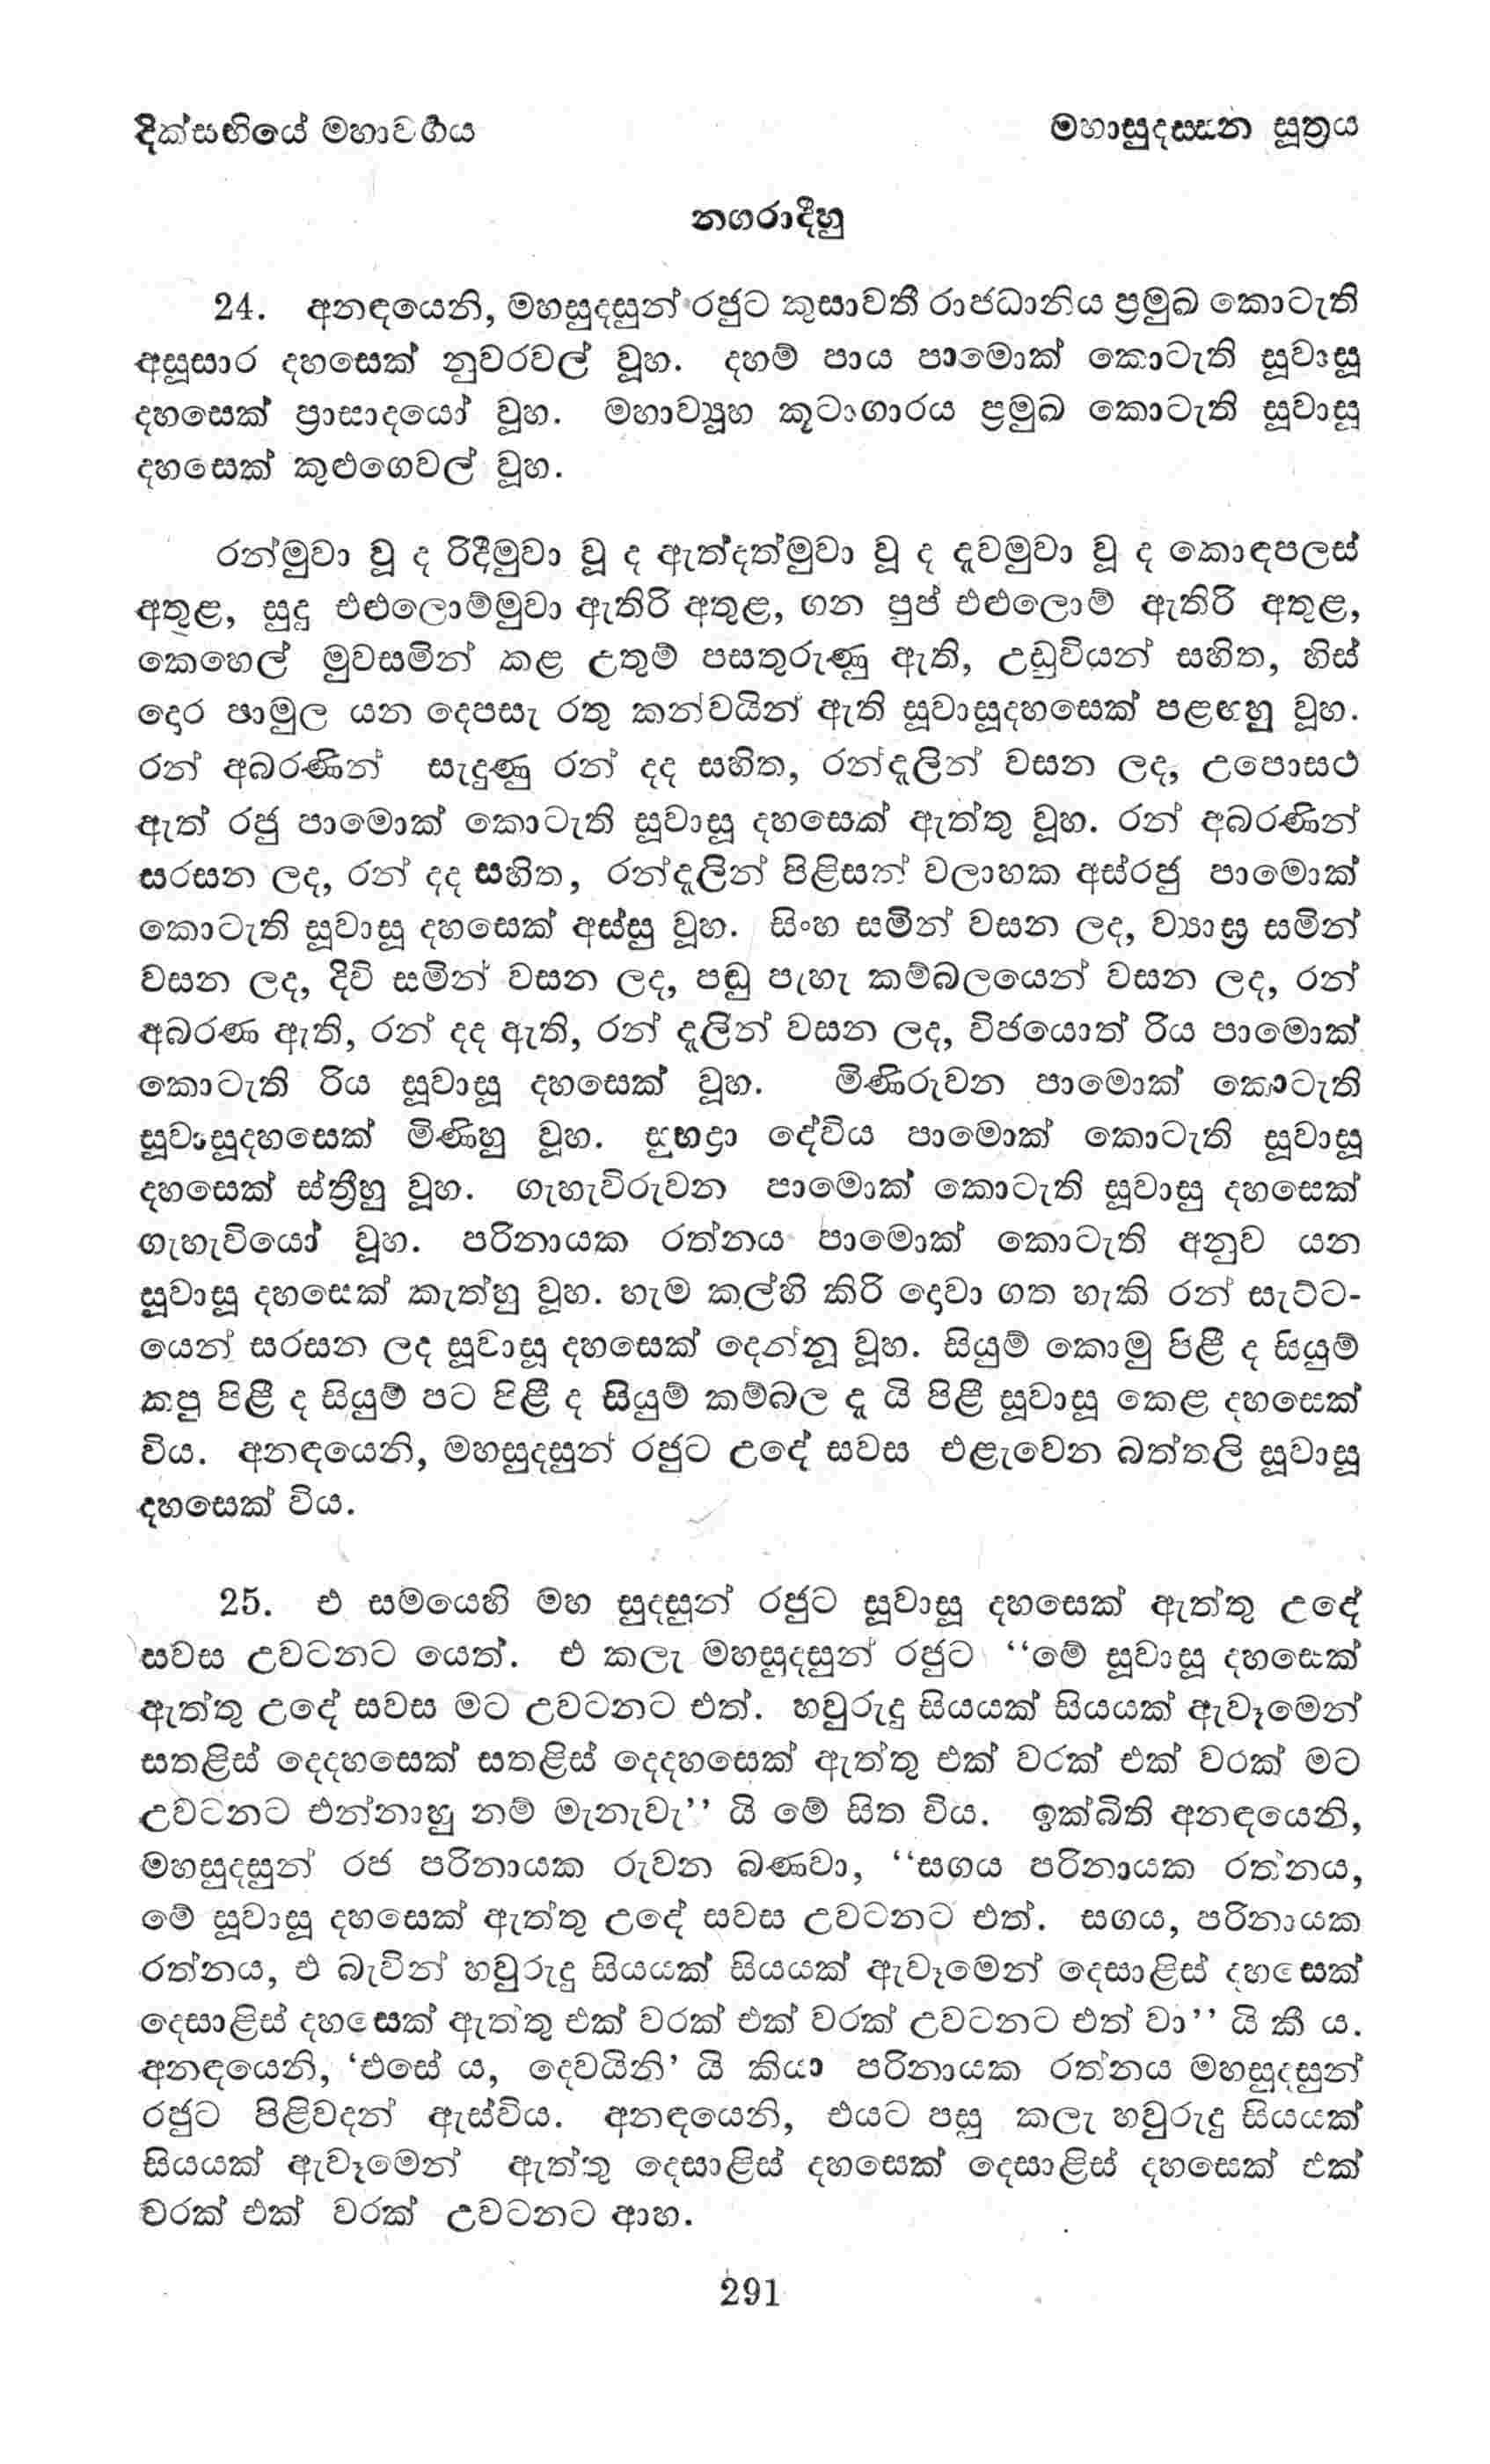 දික්සඟියේ මහාවර්‍ගය
මහාසුදස්සන සූත්‍රය
නගරාදීහු
24. අනඳයෙනි, මහසුදසුන් රජුට කුසාවතී රාජධානිය ප්‍රමුඛ කොටැති
අසූසාර දහසෙක් නුවරවල් වූහ. දහම් පාය පාමොක් කොටැති සූවාසූ
දහසෙක් ප්‍රාසාදයෝ වූහ. මහාව්‍යූහ කූටාගාරය ප්‍රමුඛ කොටැති සූවාසූ
දහසෙක් කුළුගෙවල් වූහ.
රන්මුවා වූ ද රිදීමුවා වූ ද ඇත්දත්මුවා වූ ද දැවමුවා වූ ද කොඳපලස්
අතුළ, සුදු එළුලොම්මුවා ඇතිරි අතුළ, ගන පුප් එළුලොම් ඇතිරි අතුළ,
කෙහෙල් මුවසමින් කළ උතුම් පසතුරුණු ඇති, උඩුවියන් සහිත, හිස්
දොර පාමුල යන දෙපසැ රතු කන්වයින් ඇති සූවාසූදහසෙක් පළඟහු වූහ.
රන් අබරණින් සැදුණු රන් දද සහිත, රන්දැලින් වසන ලද, උපොසථ
ඇත් රජු පාමොක් කොටැති සූවාසූ දහසෙක් ඇත්තු වූහ. රන් අබරණින්
සරසන ලද, රන් දද සහිත, රන්දැලින් පිළිසන් වලාහක අස්රජු පාමොක්
කොටැති සූවාසූ දහසෙක් අස්සු වූහ. සිංහ සමින් වසන ලද, ව්‍යාඝ්‍ර සමින්
වසන ලද, දිවි සමින් වසන ලද, පඬු පැහැ කම්බලයෙන් වසන ලද, රන්
අබරණ ඇති, රන් දද ඇති, රන් දැලින් වසන ලද, විජයොත් රිය පාමොක්
කොටැති රිය සූවාසූ දහසෙක් වූහ. මිණිරුවන පාමොක් කොටැති
සූවාසූදහසෙක් මිණිහු වූහ. සුභද්‍රා දේවිය පාමොක් කොටැති සූවාසූ
දහසෙක් ස්ත්‍රීහු වූහ. ගැහැවිරුවන පාමොක් කොටැති සූවාසු දහසෙක්
ගැහැවියෝ වූහ. පරිනායක රත්නය පාමොක් කොටැති අනුව යන
සූවාසූ දහසෙක් කැත්හු වූහ. හැම කල්හි කිරි දොවා ගත හැකි රන් සැට්ට-
යෙන් සරසන ලද සූවාසූ දහසෙක් දෙන්නූ වූහ. සියුම් කොමු පිළී ද සියුම්
කපු පිළී ද සියුම් පට පිළී ද සියුම් කම්බල දැ යි පිළී සූවාසූ කෙළ දහසෙක්
විය. අනඳයෙනි, මහසුදසුන් රජුට උදේ සවස එළැවෙන බත්තලි සූවාසූ
දහසෙක් විය.
25. එ සමයෙහි මහ සුදසුන් රජුට සූවාසූ දහසෙක් ඇත්තු උදේ
සවස උවටනට යෙත්. එ කලැ මහසුදසුන් රජුට “මේ සූවාසූ දහසෙක්
ඇත්තු උදේ සවස මට උවටනට එත්. හවුරුදු සියයක් සියයක් ඇවෑමෙන්
සතළිස් දෙදහසෙක් සතළිස් දෙදහසෙක් ඇත්තු එක් වරක් එක් වරක් මට
උවටනට එන්නාහු නම් මැනැවැ” යි මේ සිත විය. ඉක්බිති අනඳයෙනි,
මහසුදසුන් රජ පරිනායක රුවන බණවා, “සගය පරිනායක රත්නය,
මේ සූවාසූ දහසෙක් ඇත්තු උදේ සවස උවටනට එත්. සගය, පරිනායක
රත්නය, එ බැවින් හවුරුදු සියයක් සියයක් ඇවෑමෙන් දෙසාළිස් දහසෙක්
දෙසාළිස් දහසෙක් ඇත්තු එක් වරක් එක් වරක් උවටනට එත් වා” යි කී ය.
අනඳයෙනි, ‘එසේ ය, දෙවයිනි’ යි කියා පරිනායක රත්නය මහසුදසුන්
රජුට පිළිවදන් ඇස්විය. අනඳයෙනි, එයට පසු කලැ හවුරුදු සියයක්
සියයක් ඇවෑමෙන් ඇත්තු දෙසාළිස් දහසෙක් දෙසාළිස් දහසෙක් එක්
වරක් එක් වරක් උවටනට ආහ.
291